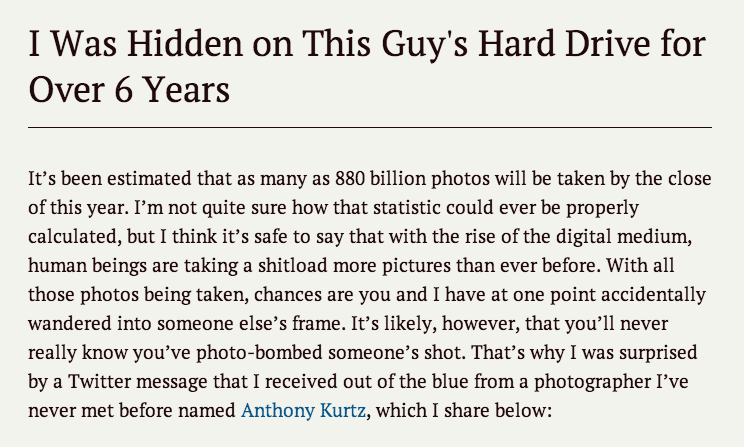 I Was Hidden on This Guy's Hard Drive for
Over 6 Years
It’s been estimated that as many as 880 billion photos will be taken by the close
of this year. I’m not quite sure how that statistic could ever be properly
calculated, but I think it’s safe to say that with the rise of the digital medium,
human beings are taking a shitload more pictures than ever before. With all
those photos being taken, chances are you and I have at one point accidentally
wandered into someone else’s frame. It’s likely, however, that you’ll never
really know you’ve photo-bombed someone’s shot. That’s why I was surprised
by a Twitter message that I received out of the blue from a photographer I’ve
never met before named Anthony Kurtz, which I share below: